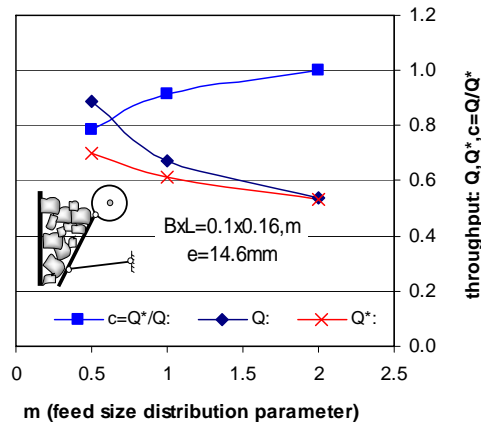 1.2
1.0
0.8
0.6
0.4
0.2
0.0
throughput: Q,Q*,c=Q/Q*
BxL=0.1x0.16,m
e=14.6mm
c=Q*/Q: Q: Q*:
0 0.5 1 1.5 2 2.5
m (feed size distribution parameter)